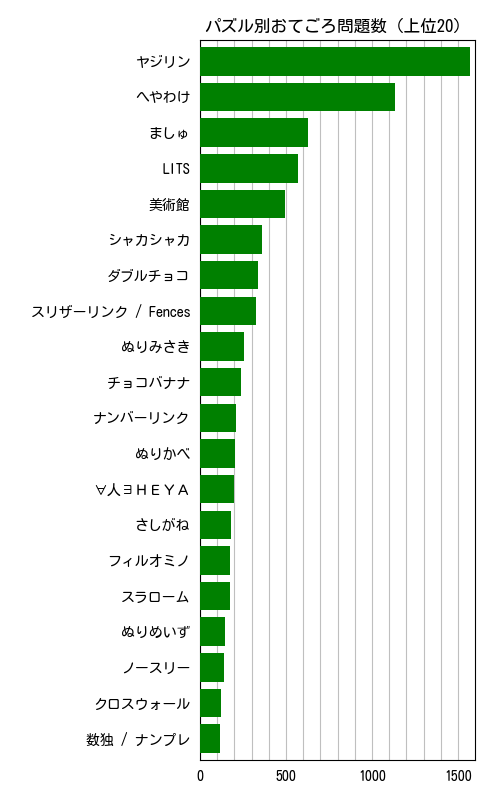 パズル別おてごろ問題数 (上位20)
ヤジリン
へやわけ
ましゅ
LITS
美術館
シャカシャカ
ダブルチョコ
スリザーリンク / Fences
ぬりみさき
チョコバナナ
ナンバーリンク
ぬりかべ
∀人∃ＨＥＹＡ
さしがね
フィルオミノ
スラローム
ぬりめいず
ノースリー
クロスウォール
数独 / ナンプレ
0 500 1000 1500